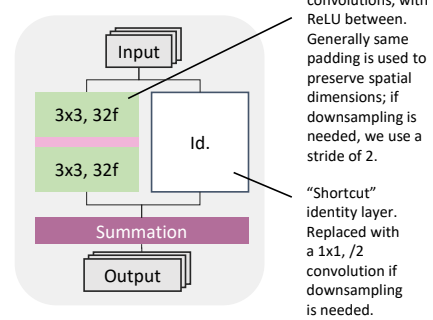 convolutions, with
ReLU between.
Generally same
padding is used to
preserve spatial
dimensions; if
downsampling is
needed, we use a
stride of 2.
Input
3x3, 32f
3x3, 32f
Id.
"Shortcut"
identity layer.
Replaced with
a 1x1, /2
convolution if
downsampling
is needed.
Summation
Output